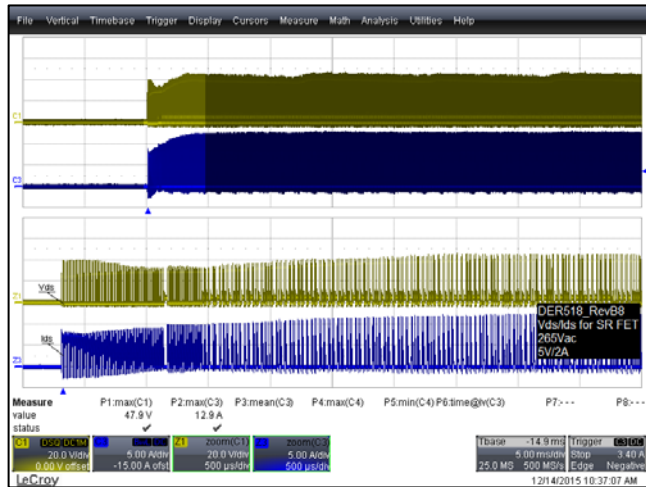 File Vertical Timebase Trigger Display Cursors Measure Math Analysis Utilities Help
C1
C3
Vds
Z1
Ids
Z3
DER518_RevB8
Vds/Ids for SR FET
265Vac
5V/2A
Measure P1:max(C1) P2:max(C3) P3:mean(C3) P4:max(C4) P5:min(C4) P6:time@lv(C3) P7:--- P8:---
value 47.9 V 12.9 A
status
C1 DSQ DC1M Z1 zoom(C1) zoom(C3) Tbase -14.9 ms Trigger C3 DC
20.0 V/div 5.00 A/div 20.0 V/div 5.00 A/div 5.00 ms/div Stop 3.40 A
0.00 V offset -15.00 A ofst 500 µs/div 500 µs/div 25.0 MS 500 MS/s Edge Negative
LeCroy 12/14/2015 10:37:07 AM